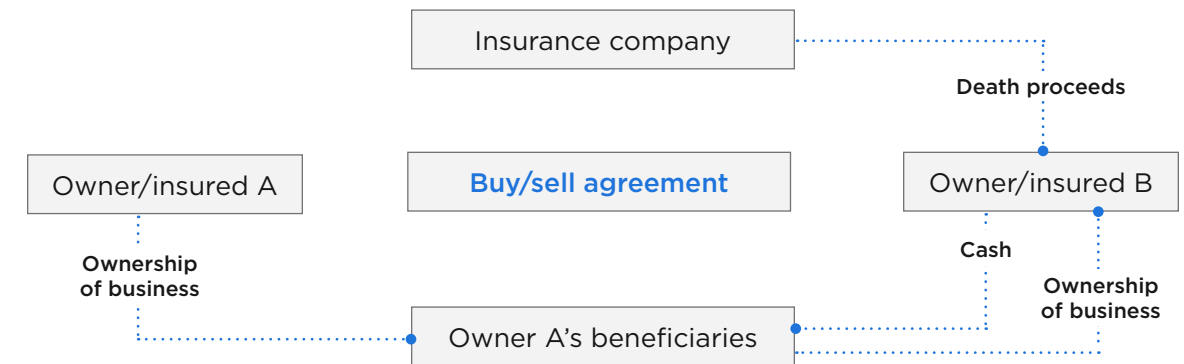 Insurance company
Death proceeds
Owner/insured A
Buy/sell agreement
Owner/insured B
Ownership
of business
Cash
Ownership
of business
Owner A’s beneficiaries